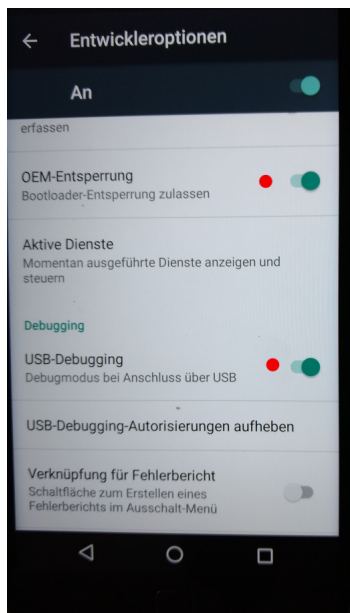 Entwickleroptionen
An
erfassen
OEM-Entsperrung
Bootloader-Entsperrung zulassen
Aktive Dienste
Momentan ausgeführte Dienste anzeigen und
steuern
Debugging
USB-Debugging
Debugmodus bei Anschluss über USB
USB-Debugging-Autorisierungen aufheben
Verknüpfung für Fehlerbericht
Schaltfläche zum Erstellen eines
Fehlerberichts im Ausschalt-Menü